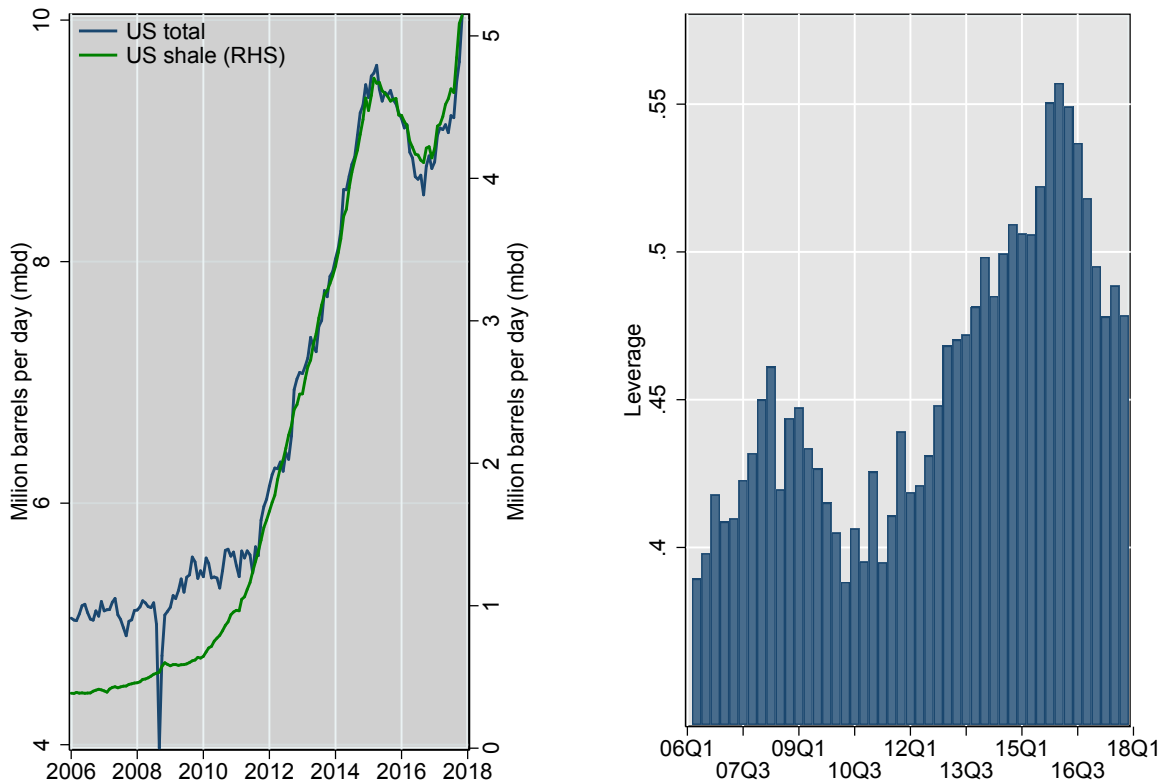 US total
US shale (RHS)
Milion barrels per day (mbd)
4
6
8
10
Milion barrels per day (mbd)
0
1
2
3
4
5
2006
2008
2010
2012
2014
2016
2018
Leverage
.4
.45
.5
.55
06Q1
09Q1
12Q1
15Q1
18Q1
07Q3
10Q3
13Q3
16Q3